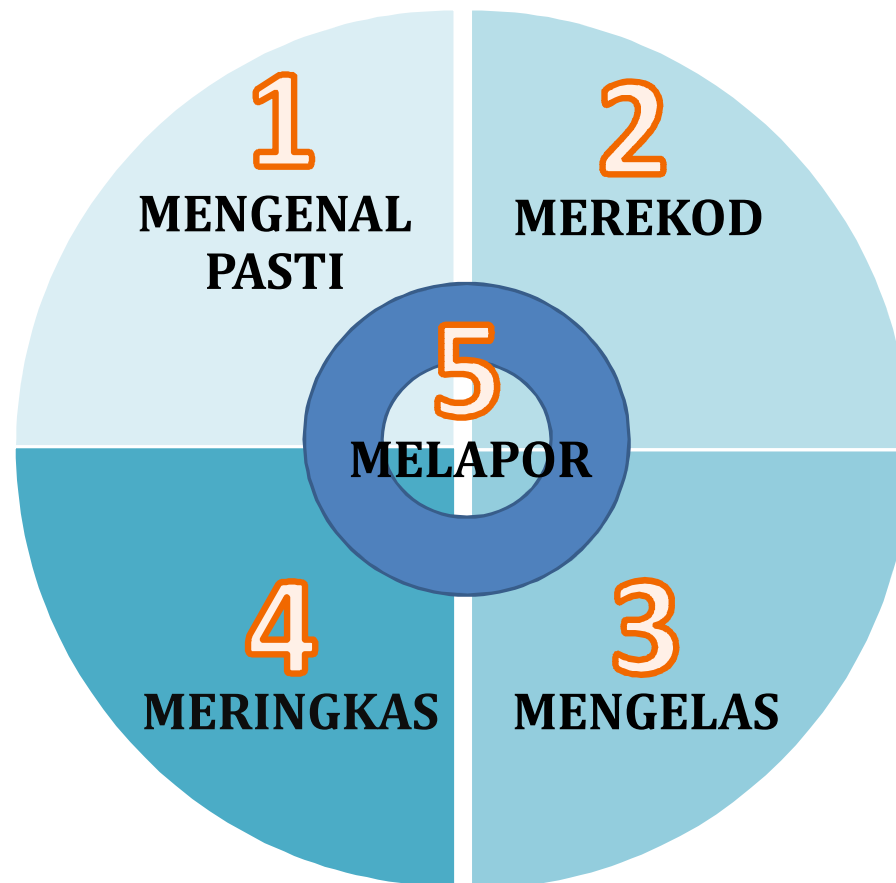 1
MENGENAL
PASTI
2
MEREKOD
5
MELAPOR
4
MERINGKAS
3
MENGELAS